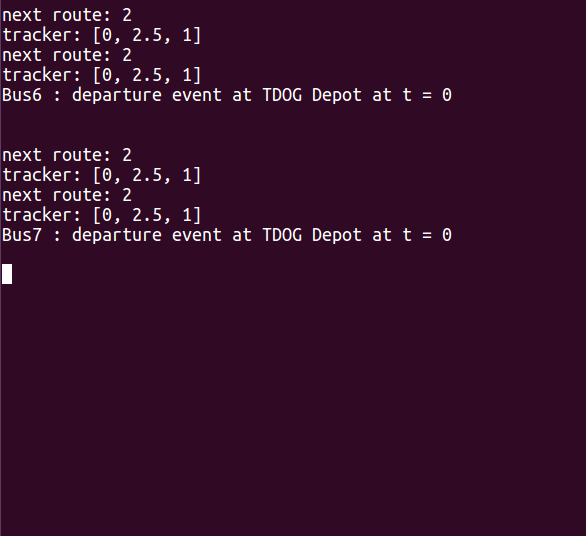 next route: 2
tracker: [0, 2.5, 1]
next route: 2
tracker: [0, 2.5, 1]
Bus6 : departure event at TDOG Depot at t = 0
next route: 2
tracker: [0, 2.5, 1]
next route: 2
tracker: [0, 2.5, 1]
Bus7 : departure event at TDOG Depot at t = 0